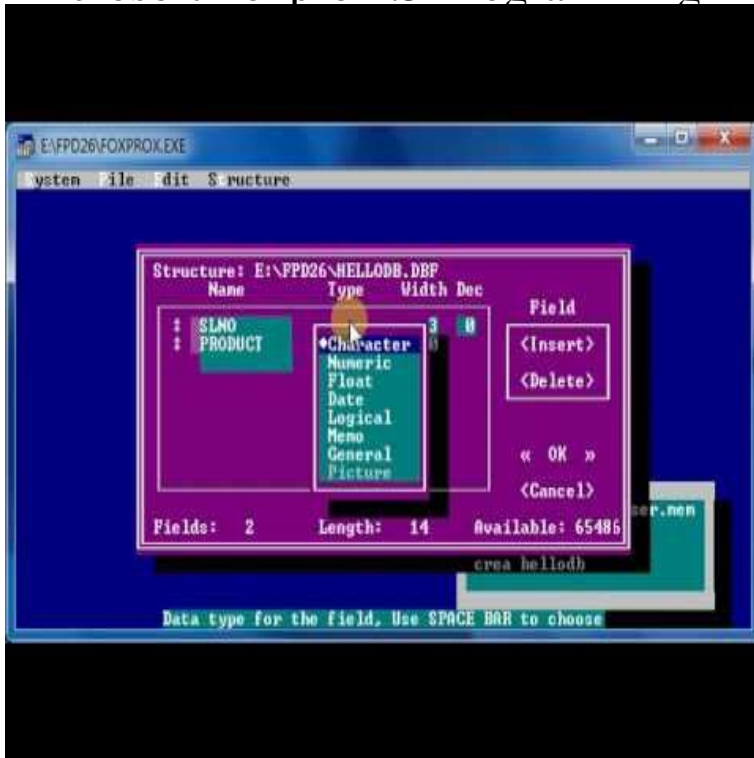 E:\FPD26\FOXPROX.EXE
ystem ile dit S ructure
Structure: E:\FPD26\HELLODB.DBF
Name Type Width Dec
Field
SLNO 3 0
PRODUCT
Character
Numeric
Float
Date
Logical
Memo
General
Picture
<Insert>
<Delete>
« OK »
<Cancel>
Fields: 2 Length: 14 Available: 65486
ser.mem
crea hellodb
Data type for the field, Use SPACE BAR to choose